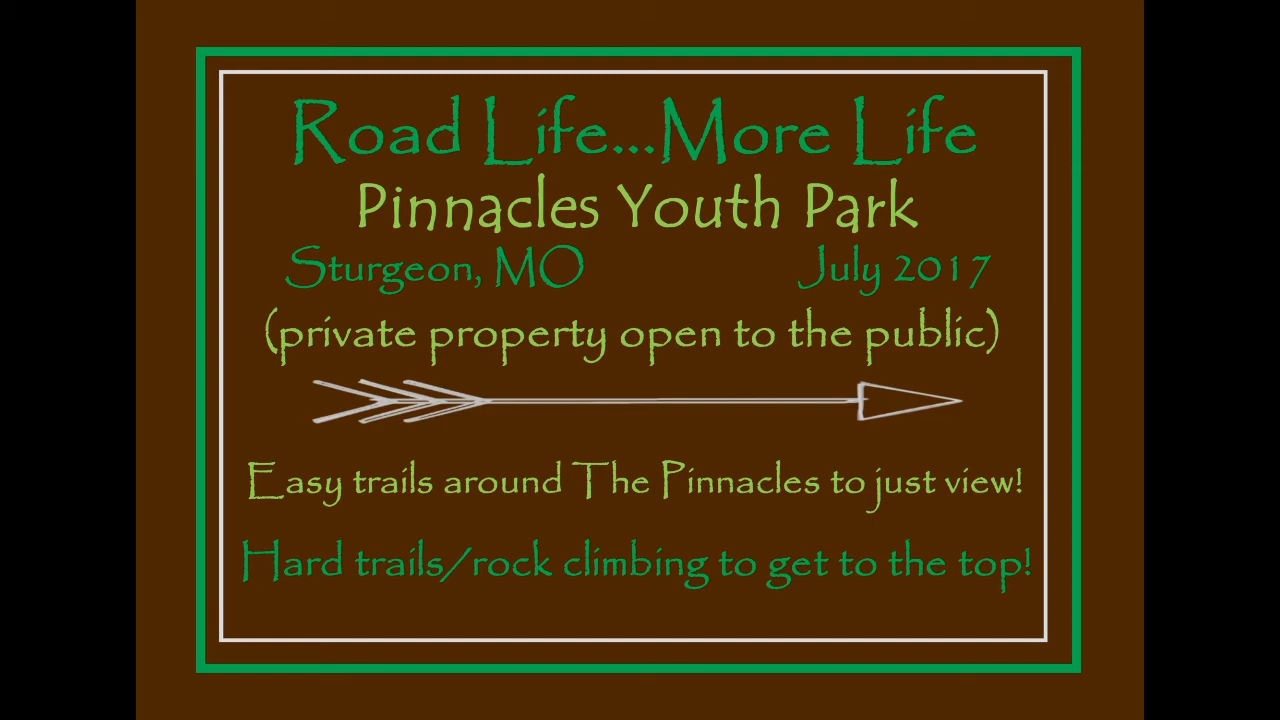 Road Life...More Life
Pinnacles Youth Park
Sturgeon, MO July 2017
(private property open to the public)
Easy trails around The Pinnacles to just view!
Hard trails/rock climbing to get to the top!